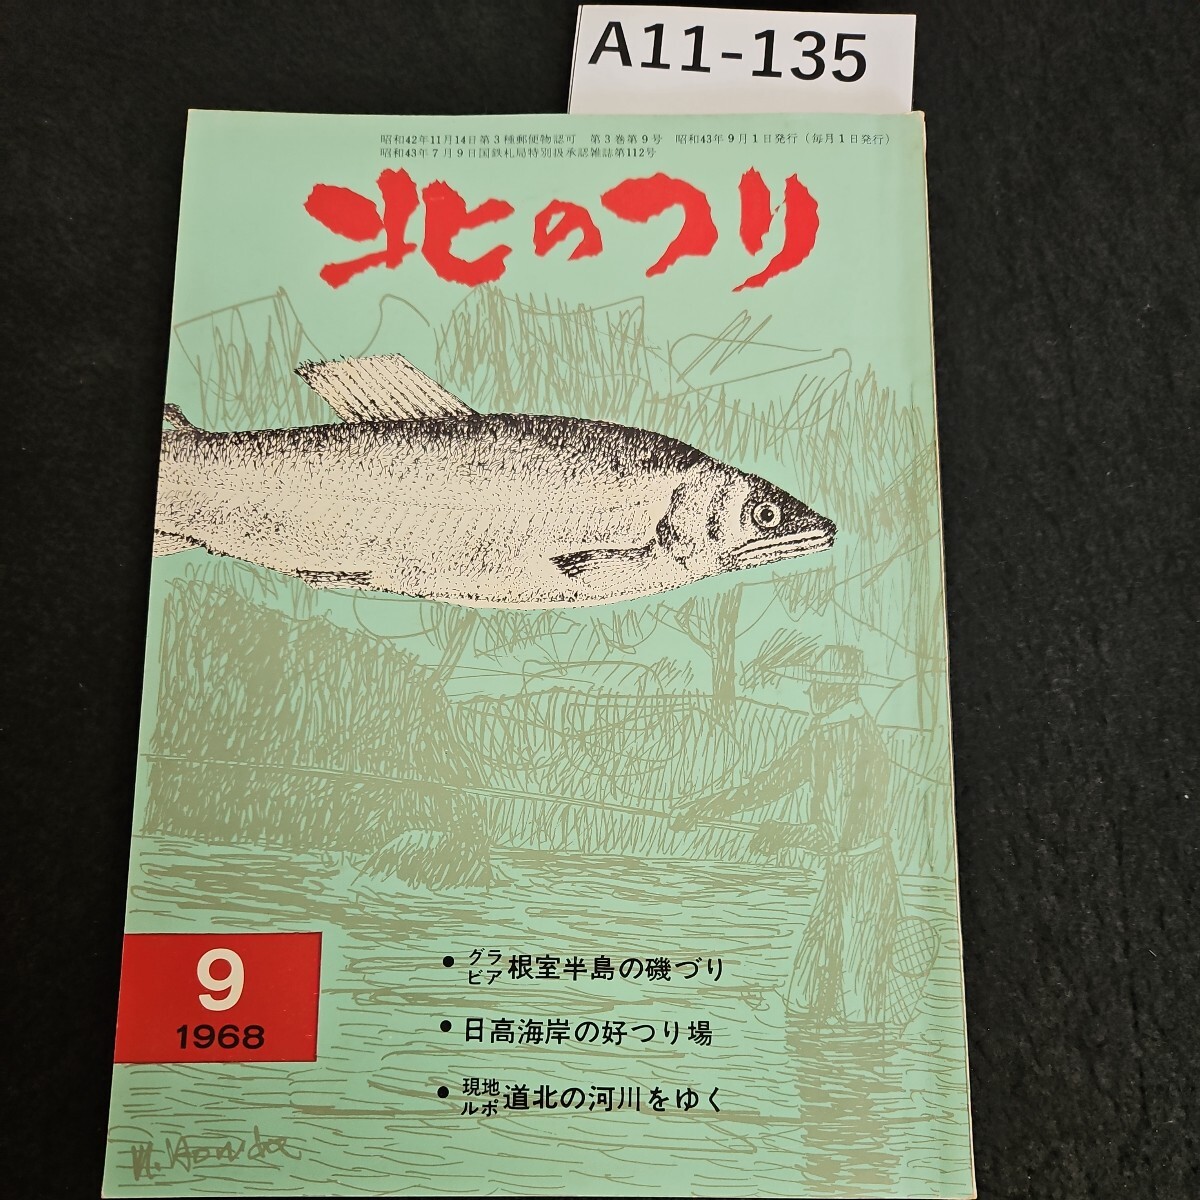 A11-135
昭和42年11月14日第3種郵便物認可 第3巻第9号 昭和43年9月1日発行(毎月1日発行)
昭和43年7月9日国鉄札局特別扱承認雑誌第112号
北のつり
9
1968
• グラビア 根室半島の磯づり
• 日高海岸の好つり場
• 現地ルポ 道北の河川をゆく